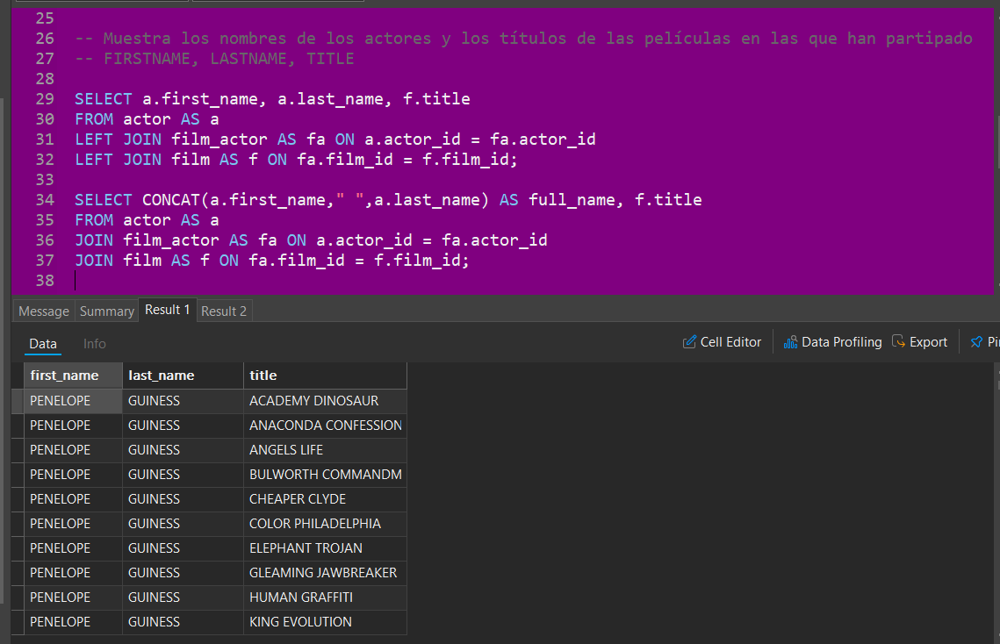 25
26 -- Muestra los nombres de los actores y los títulos de las películas en las que han partipado
27 -- FIRSTNAME, LASTNAME, TITLE
28
29 SELECT a.first_name, a.last_name, f.title
30 FROM actor AS a
31 LEFT JOIN film_actor AS fa ON a.actor_id = fa.actor_id
32 LEFT JOIN film AS f ON fa.film_id = f.film_id;
33
34 SELECT CONCAT(a.first_name," ",a.last_name) AS full_name, f.title
35 FROM actor AS a
36 JOIN film_actor AS fa ON a.actor_id = fa.actor_id
37 JOIN film AS f ON fa.film_id = f.film_id;
38
Message Summary Result 1 Result 2
Data Info Cell Editor Data Profiling Export Pi
first_name last_name title
PENELOPE GUINESS ACADEMY DINOSAUR
PENELOPE GUINESS ANACONDA CONFESSION
PENELOPE GUINESS ANGELS LIFE
PENELOPE GUINESS BULWORTH COMMANDM
PENELOPE GUINESS CHEAPER CLYDE
PENELOPE GUINESS COLOR PHILADELPHIA
PENELOPE GUINESS ELEPHANT TROJAN
PENELOPE GUINESS GLEAMING JAWBREAKER
PENELOPE GUINESS HUMAN GRAFFITI
PENELOPE GUINESS KING EVOLUTION